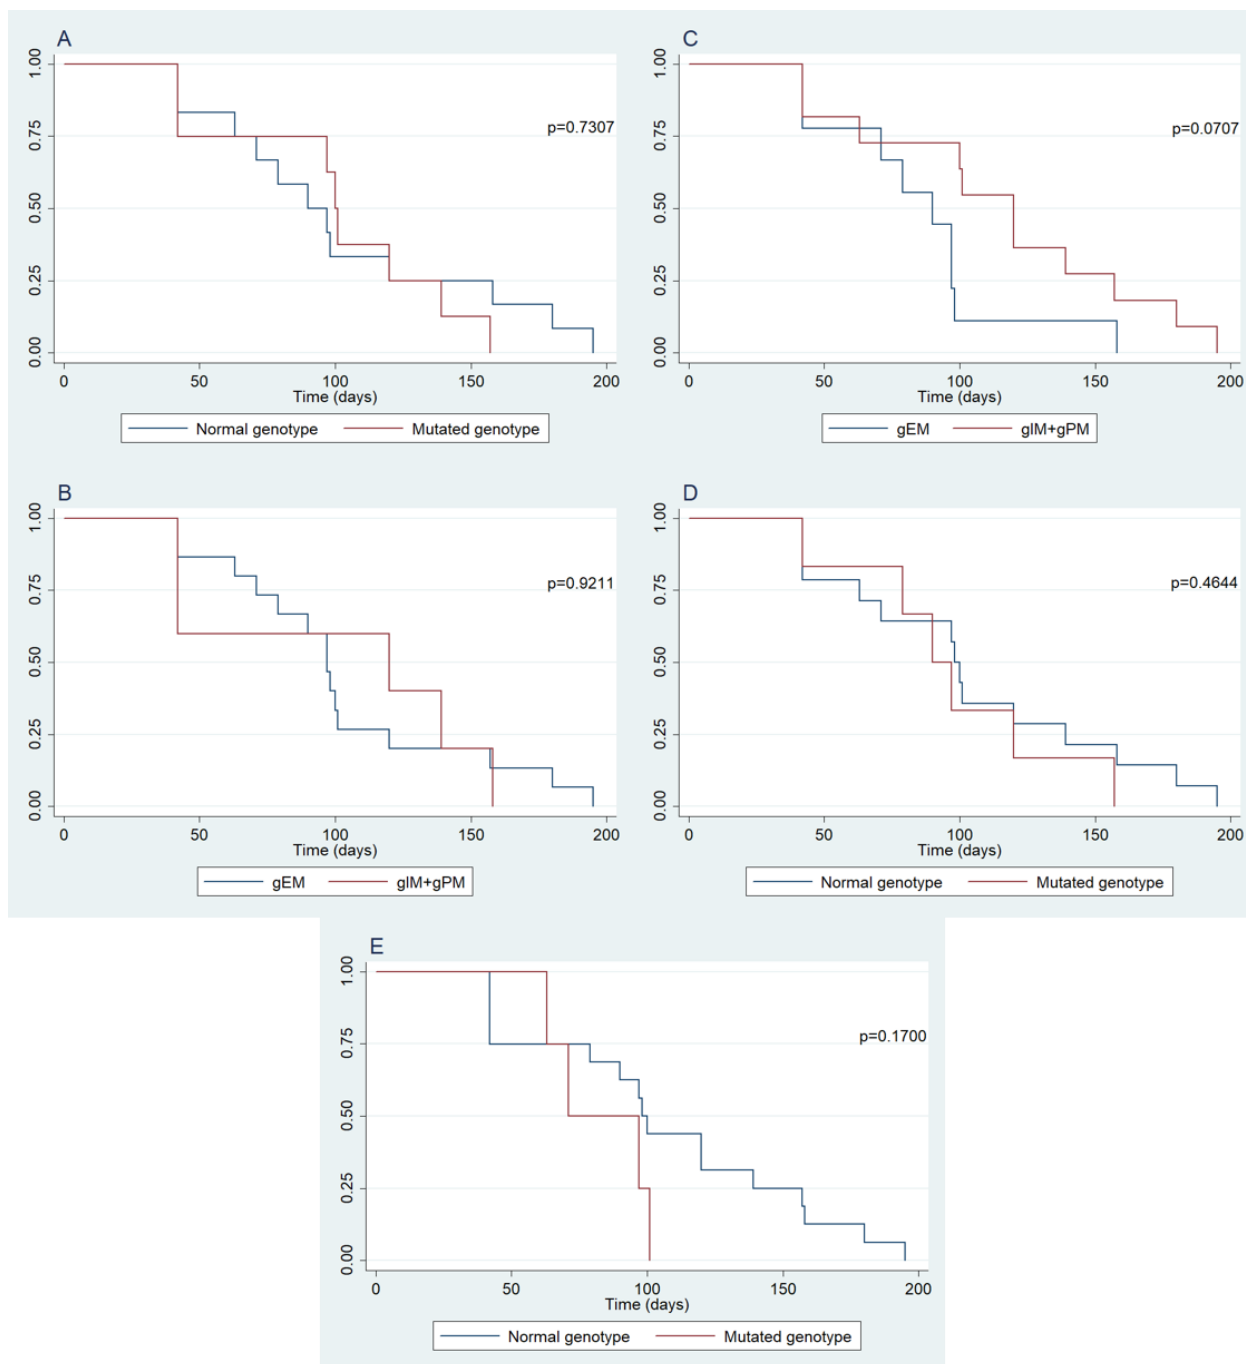 A
1.00
0.75
0.50
0.25
0.00
p=0.7307
0 50 100 150 200
Time (days)
Normal genotype Mutated genotype
C
1.00
0.75
0.50
0.25
0.00
p=0.0707
0 50 100 150 200
Time (days)
gEM gIM+gPM
B
1.00
0.75
0.50
0.25
0.00
p=0.9211
0 50 100 150 200
Time (days)
gEM gIM+gPM
D
1.00
0.75
0.50
0.25
0.00
p=0.4644
0 50 100 150 200
Time (days)
Normal genotype Mutated genotype
E
1.00
0.75
0.50
0.25
0.00
p=0.1700
0 50 100 150 200
Time (days)
Normal genotype Mutated genotype